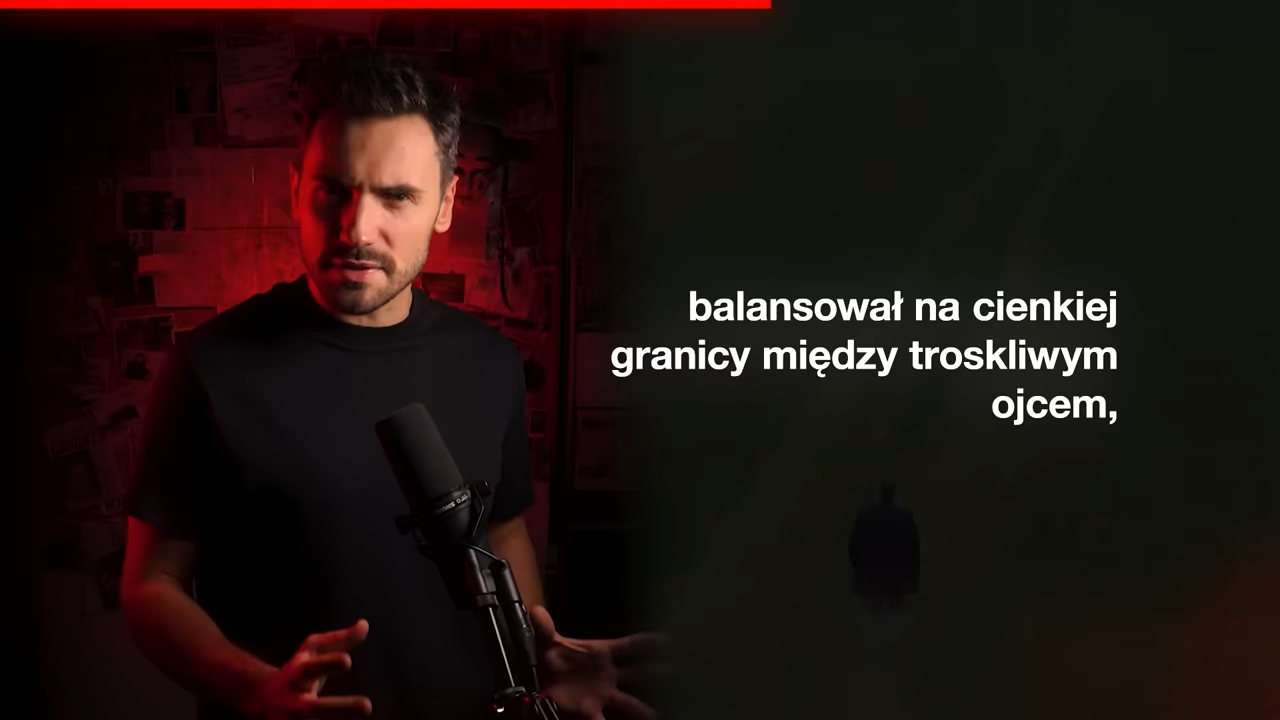 balansował na cienkiej
granicy między troskliwym
ojcem,